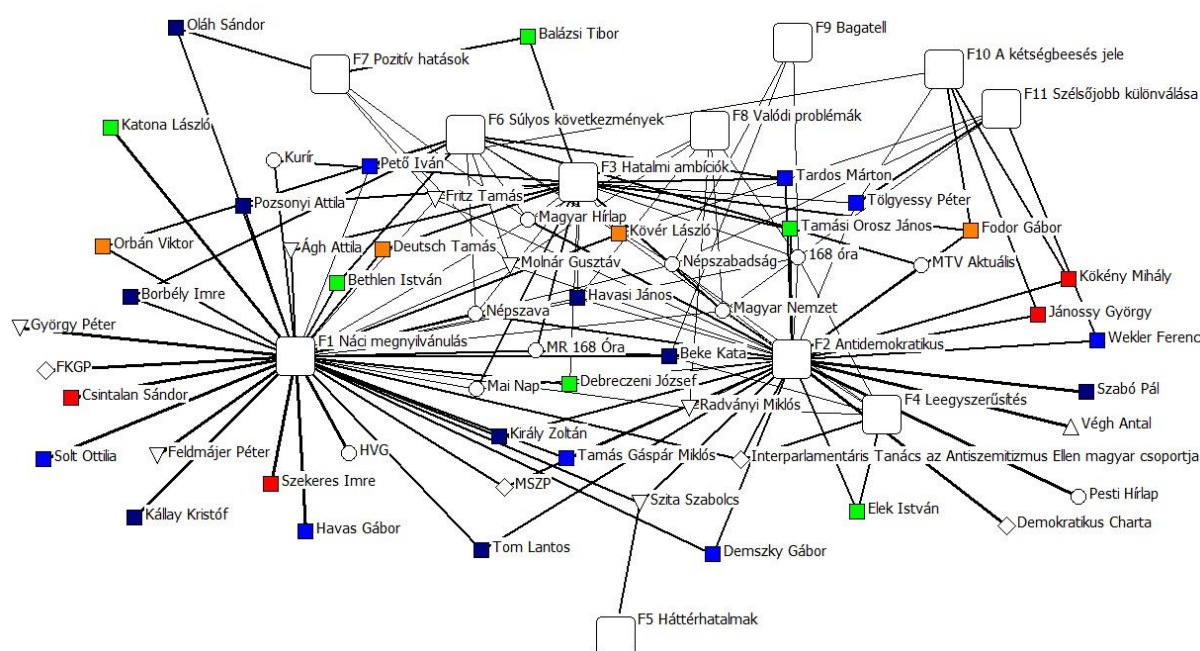 Oláh Sándor
Balázsi Tibor
F9 Bagatell
F7 Pozitív hatások
F10 A kétségbeesés jele
F11 Szélsőjobb különválása
Katona László
F6 Súlyos következmények
F8 Valódi problémák
Kurír
Pető Iván
F3 Hatalmi ambíciók
Tardos Márton
Fritz Tamás
Tölgyessy Péter
Pozsonyi Attila
Magyar Hírlap
Kövér László
Tamási Orosz János
Fodor Gábor
Orbán Viktor
Ágh Attila
Deutsch Tamás
168 óra
Molnár Gusztáv
Népszabadság
MTV Aktuális
Kökény Mihály
Bethlen István
Borbély Imre
Havasi János
Magyar Nemzet
Jánossy György
Népszava
György Péter
F1 Náci megnyilvánulás
MR 168 Óra
Beke Kata
F2 Antidemokratikus
Wekler Ferenc
FKGP
Mai Nap
Debreczeni József
Szabó Pál
Csintalan Sándor
Radványi Miklós
F4 Leegyszerűsítés
Végh Antal
Király Zoltán
Solt Ottilia
Feldmájer Péter
HVG
Tamás Gáspár Miklós
Interparlamentáris Tanács az Antiszemitizmus Ellen magyar csoportja
Szekeres Imre
MSZP
Szita Szabolcs
Pesti Hírlap
Elek István
Kállay Kristóf
Havas Gábor
Demokratikus Charta
Tom Lantos
Demszky Gábor
F5 Háttérhatalmak